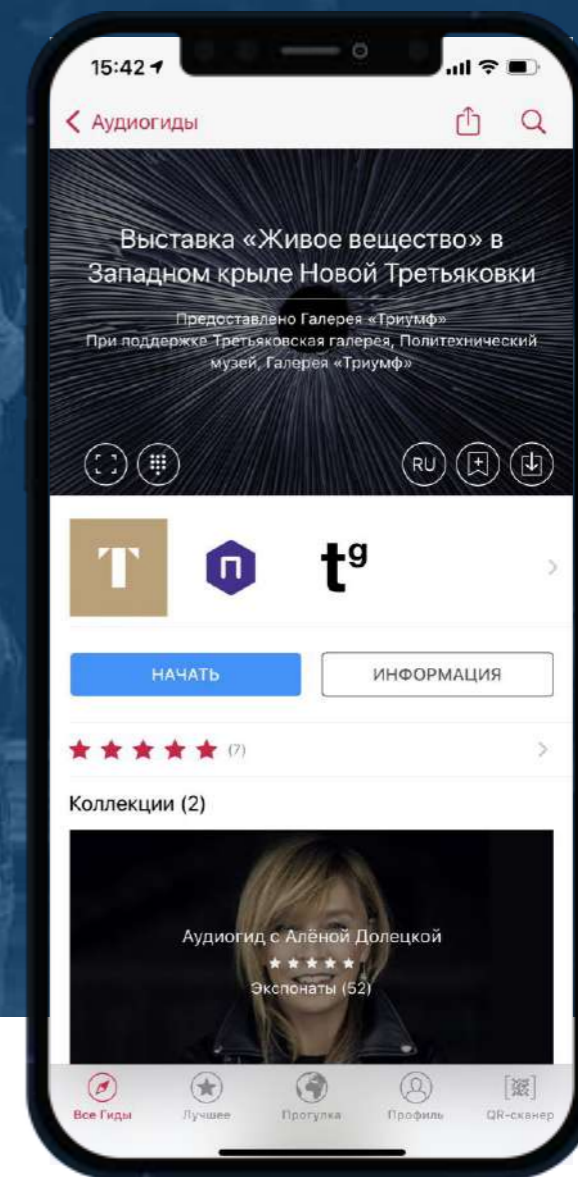 15:42
Аудиогиды
Выставка «Живое вещество» в
Западном крыле Новой Третьяковки
Предоставлено Галерея «Триумф»
При поддержке Третьяковская галерея, Политехнический
музей, Галерея «Триумф»
RU
T П tg
НАЧАТЬ ИНФОРМАЦИЯ
(7)
Коллекции (2)
Аудиогид с Алёной Долецкой
Экспонаты (52)
Все Гиды Лучшее Прогулка Профиль QR-сканер